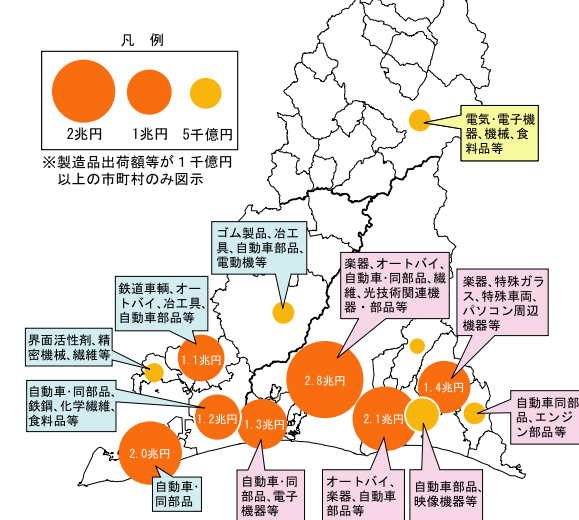 凡 例
2兆円
1兆円
5千億円
※製造品出荷額等が１千億円
以上の市町村のみ図示
電気・電子機
器、機械、食
料品等
ゴム製品、冶工
具、自動車部品、
電動機等
楽器、オートバイ、
自動車・同部品、繊
維、光技術関連機
器・部品等
楽器、特殊ガラ
ス、特殊車両、
パソコン周辺
機器等
鉄道車輌、オー
トバイ、冶工具、
自動車部品等
界面活性剤、精
密機械、繊維等
自動車・同部品、
鉄鋼、化学繊維、
食料品等
1.1兆円
1.2兆円
1.3兆円
2.0兆円
2.8兆円
2.1兆円
1.4兆円
自動車同部
品、エンジ
ン部品等
自動車・
同部品
自動車・同
部品、電子
機器等
オートバイ、
楽器、自動車
部品等
自動車部品、
映像機器等